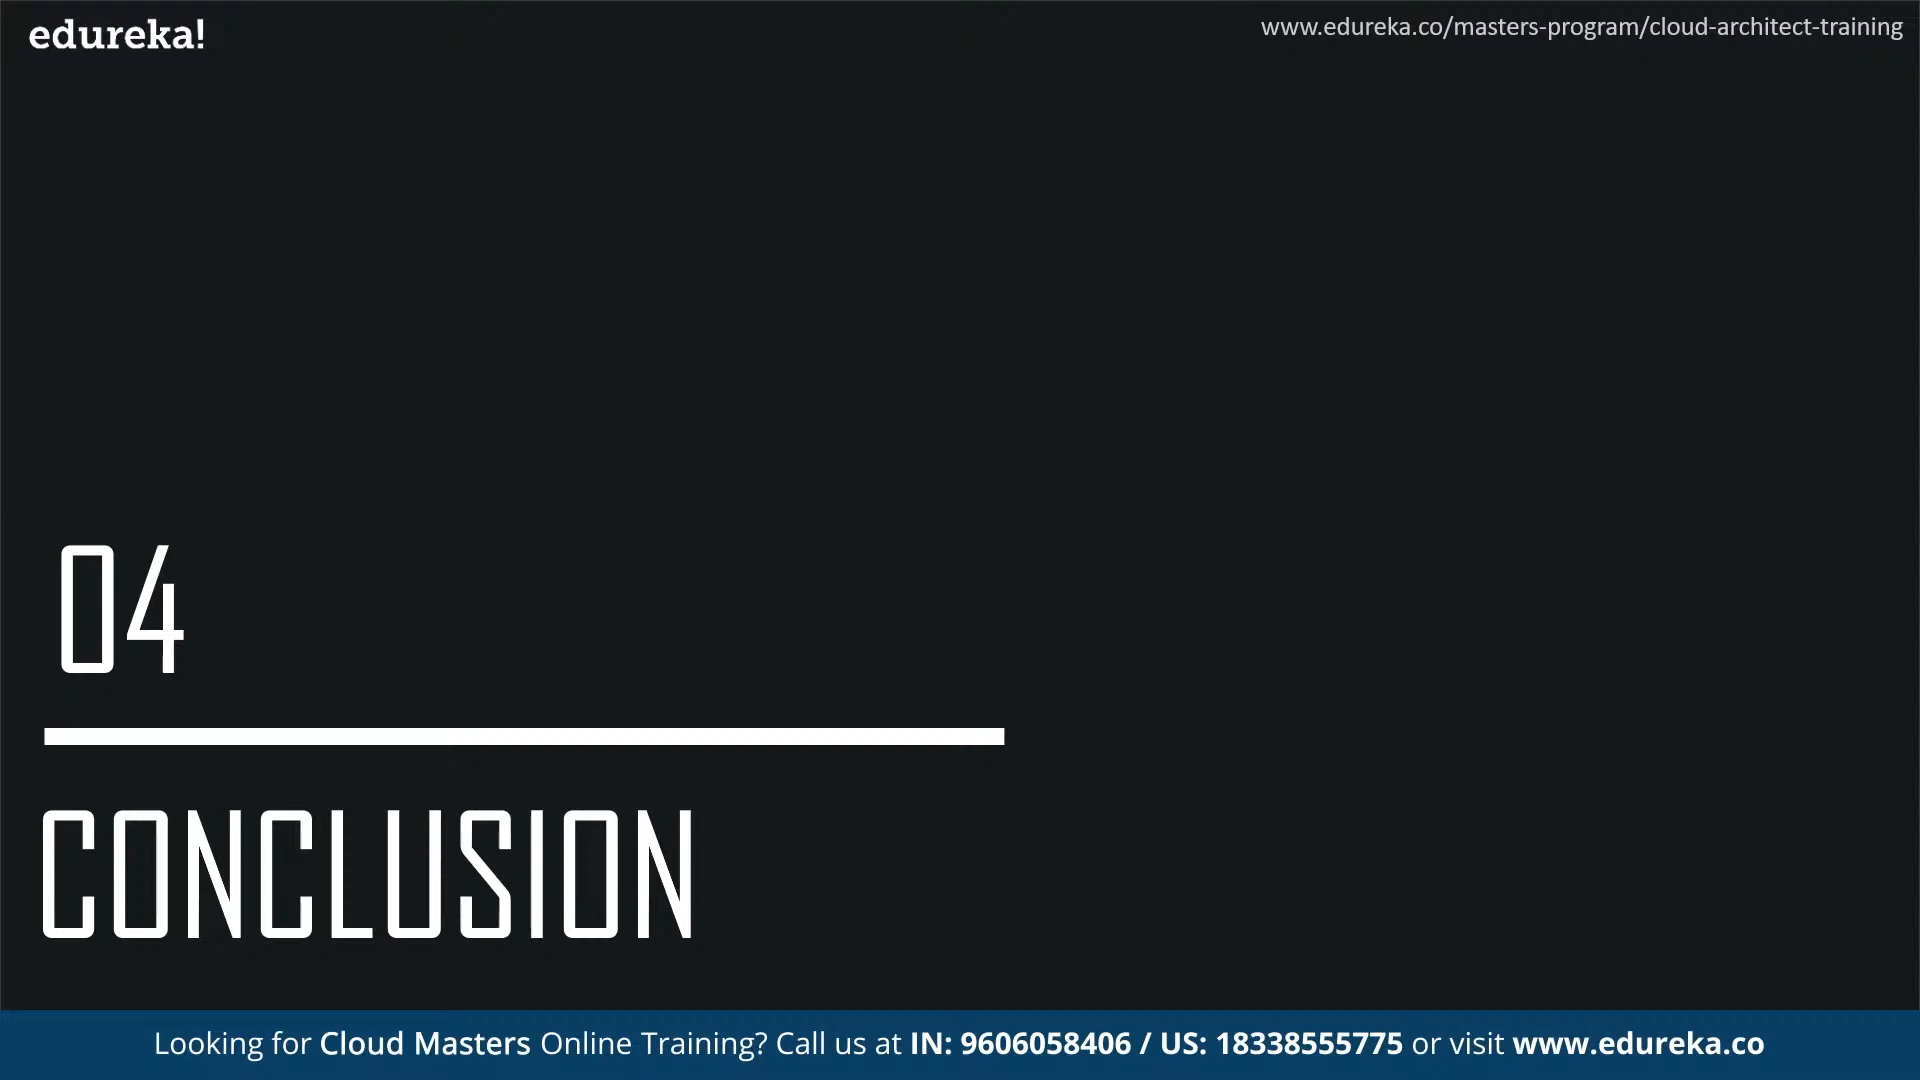 edureka!
www.edureka.co/masters-program/cloud-architect-training
04
CONCLUSION
Looking for Cloud Masters Online Training? Call us at IN: 9606058406 / US: 18338555775 or visit www.edureka.co